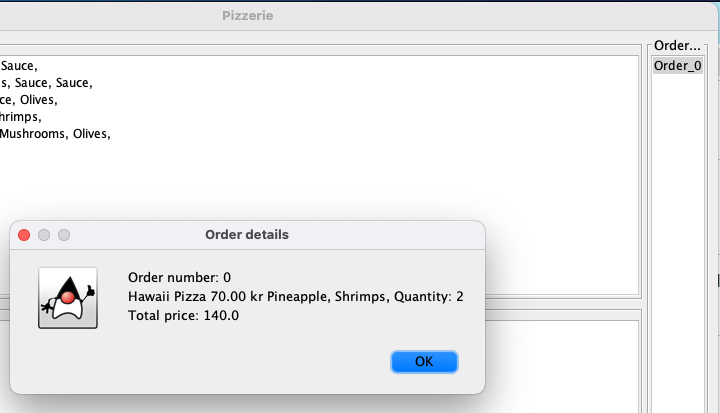 Pizzerie
Order...
Sauce,
Order_0
s, Sauce, Sauce,
ce, Olives,
hrimps,
Mushrooms, Olives,
Order details
Order number: 0
Hawaii Pizza 70.00 kr Pineapple, Shrimps, Quantity: 2
Total price: 140.0
OK